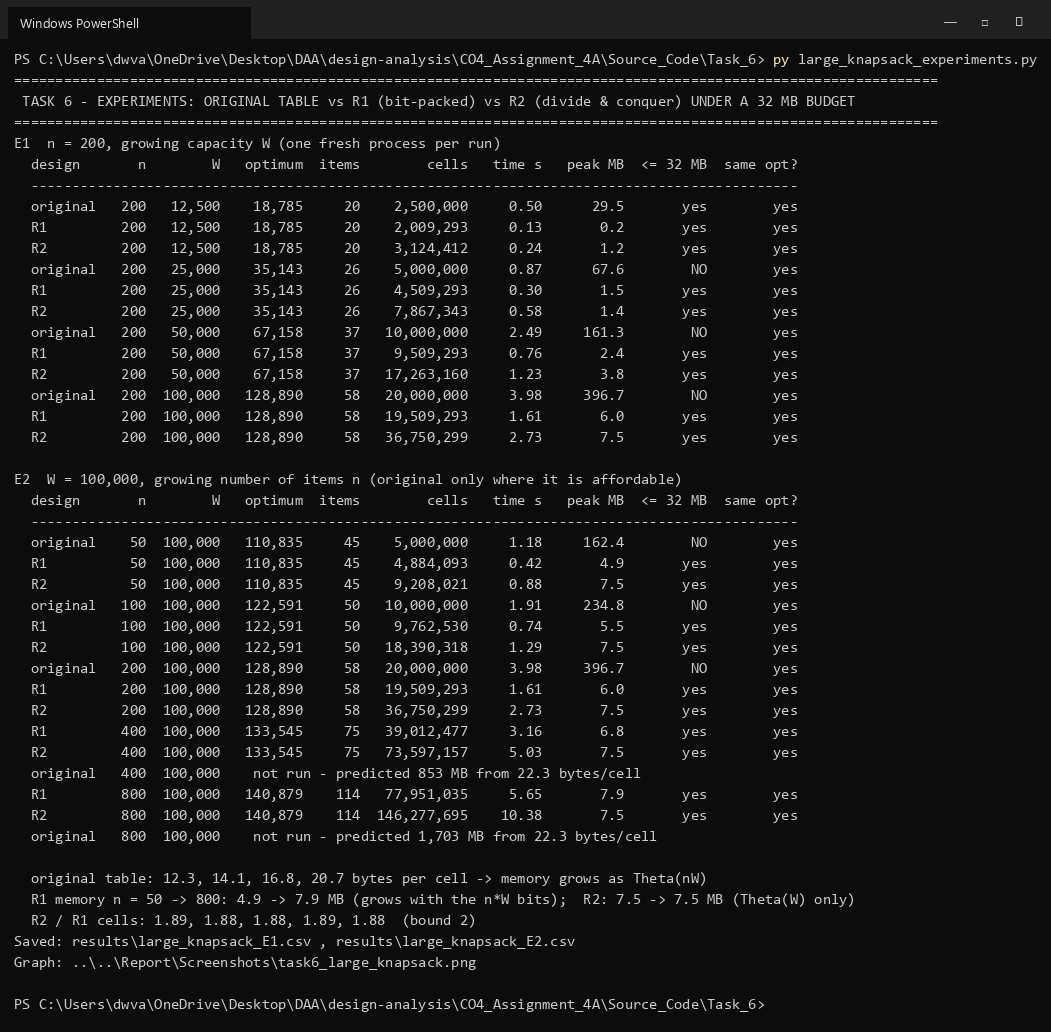 Windows PowerShell
PS C:\Users\dwva\OneDrive\Desktop\DAA\design-analysis\CO4_Assignment_4A\Source_Code\Task_6> py large_knapsack_experiments.py
================================================================================================================
 TASK 6 - EXPERIMENTS: ORIGINAL TABLE vs R1 (bit-packed) vs R2 (divide & conquer) UNDER A 32 MB BUDGET
================================================================================================================
E1  n = 200, growing capacity W (one fresh process per run)
  design     n        W   optimum  items        cells   time s   peak MB  <= 32 MB  same opt?
  ---------------------------------------------------------------------------------------------
  original   200   12,500    18,785     20    2,500,000     0.50      29.5       yes        yes
  R1         200   12,500    18,785     20    2,009,293     0.13       0.2       yes        yes
  R2         200   12,500    18,785     20    3,124,412     0.24       1.2       yes        yes
  original   200   25,000    35,143     26    5,000,000     0.87      67.6        NO        yes
  R1         200   25,000    35,143     26    4,509,293     0.30       1.5       yes        yes
  R2         200   25,000    35,143     26    7,867,343     0.58       1.4       yes        yes
  original   200   50,000    67,158     37   10,000,000     2.49     161.3        NO        yes
  R1         200   50,000    67,158     37    9,509,293     0.76       2.4       yes        yes
  R2         200   50,000    67,158     37   17,263,160     1.23       3.8       yes        yes
  original   200  100,000   128,890     58   20,000,000     3.98     396.7        NO        yes
  R1         200  100,000   128,890     58   19,509,293     1.61       6.0       yes        yes
  R2         200  100,000   128,890     58   36,750,299     2.73       7.5       yes        yes
E2  W = 100,000, growing number of items n (original only where it is affordable)
  design     n        W   optimum  items        cells   time s   peak MB  <= 32 MB  same opt?
  ---------------------------------------------------------------------------------------------
  original    50  100,000   110,835     45    5,000,000     1.18     162.4        NO        yes
  R1          50  100,000   110,835     45    4,884,093     0.42       4.9       yes        yes
  R2          50  100,000   110,835     45    9,208,021     0.88       7.5       yes        yes
  original   100  100,000   122,591     50   10,000,000     1.91     234.8        NO        yes
  R1         100  100,000   122,591     50    9,762,530     0.74       5.5       yes        yes
  R2         100  100,000   122,591     50   18,390,318     1.29       7.5       yes        yes
  original   200  100,000   128,890     58   20,000,000     3.98     396.7        NO        yes
  R1         200  100,000   128,890     58   19,509,293     1.61       6.0       yes        yes
  R2         200  100,000   128,890     58   36,750,299     2.73       7.5       yes        yes
  R1         400  100,000   133,545     75   39,012,477     3.16       6.8       yes        yes
  R2         400  100,000   133,545     75   73,597,157     5.03       7.5       yes        yes
  original   400  100,000    not run - predicted 853 MB from 22.3 bytes/cell
  R1         800  100,000   140,879    114   77,951,035     5.65       7.9       yes        yes
  R2         800  100,000   140,879    114  146,277,695    10.38       7.5       yes        yes
  original   800  100,000    not run - predicted 1,703 MB from 22.3 bytes/cell
  original table: 12.3, 14.1, 16.8, 20.7 bytes per cell -> memory grows as Theta(nW)
  R1 memory n = 50 -> 800: 4.9 -> 7.9 MB (grows with the n*W bits);  R2: 7.5 -> 7.5 MB (Theta(W) only)
  R2 / R1 cells: 1.89, 1.88, 1.88, 1.89, 1.88  (bound 2)
Saved: results\large_knapsack_E1.csv , results\large_knapsack_E2.csv
Graph: ..\..\Report\Screenshots\task6_large_knapsack.png
PS C:\Users\dwva\OneDrive\Desktop\DAA\design-analysis\CO4_Assignment_4A\Source_Code\Task_6>